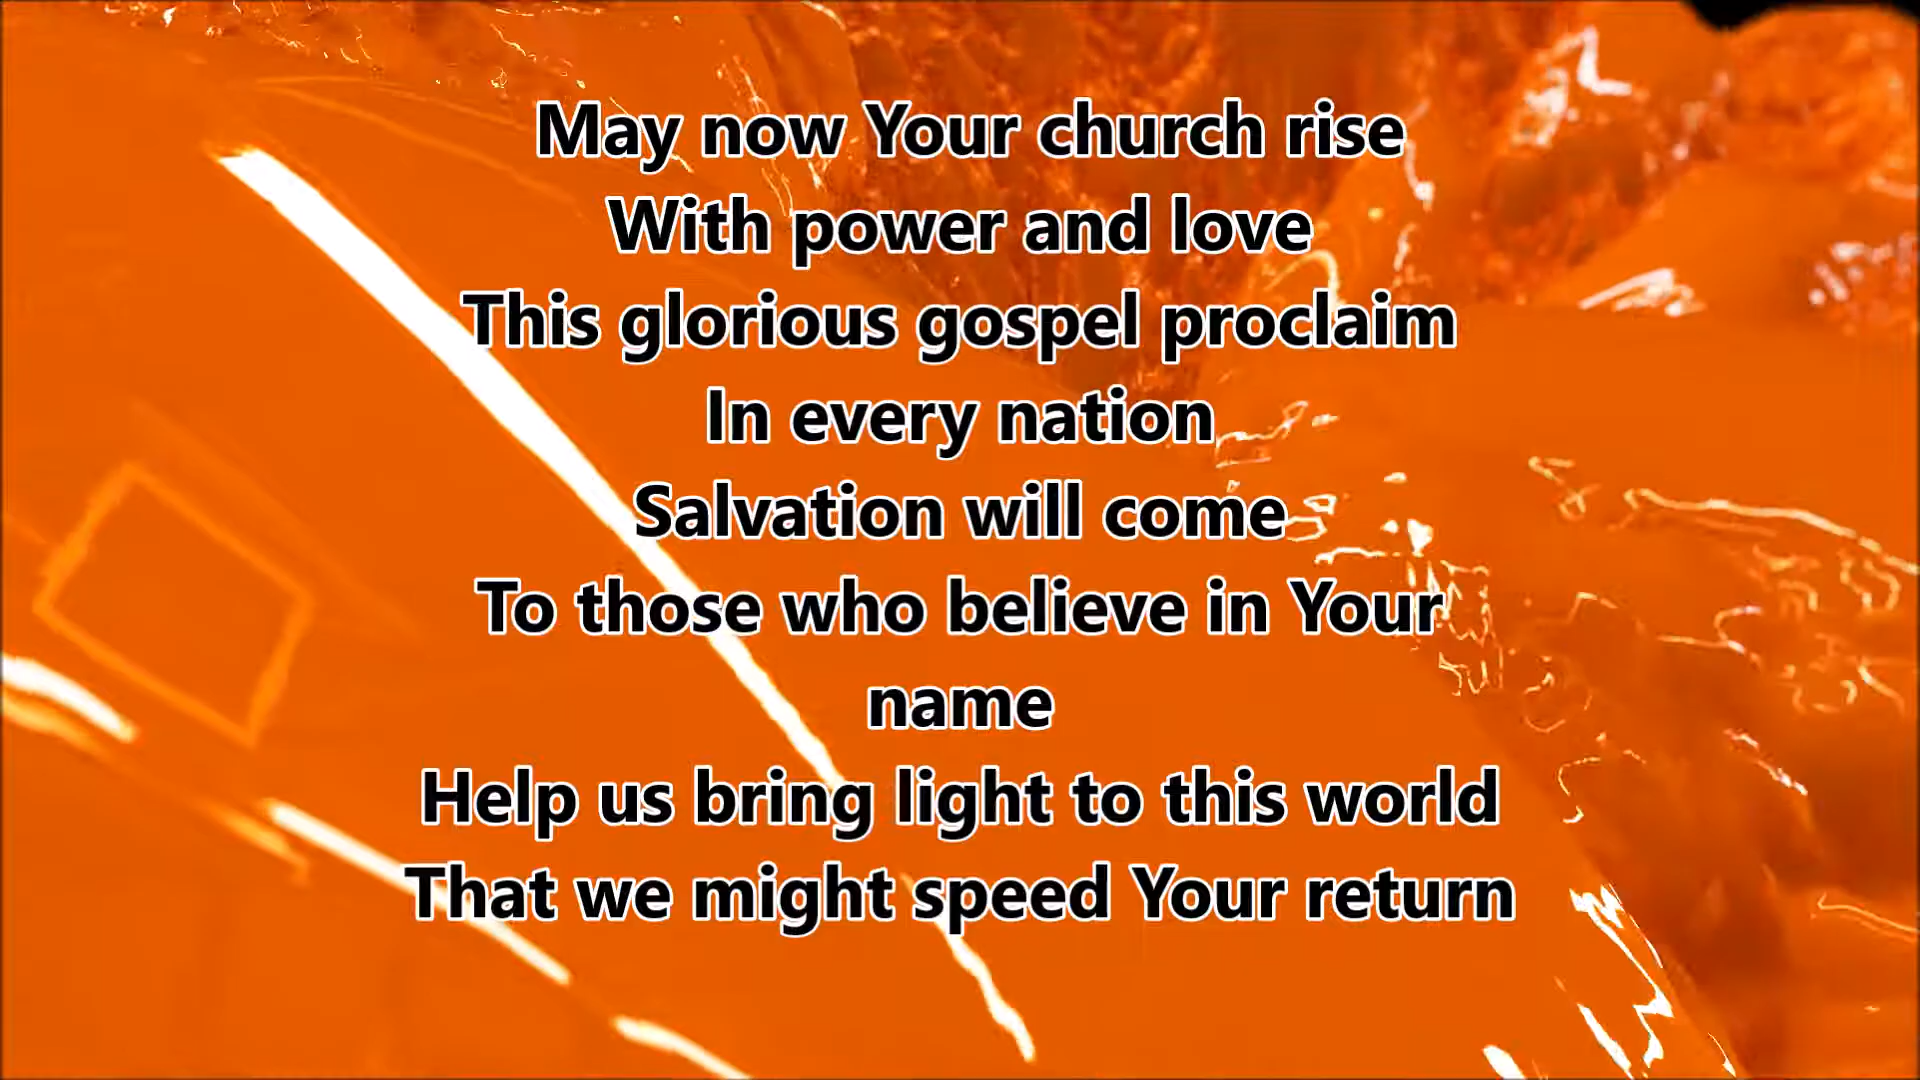 May now Your church rise
With power and love
This glorious gospel proclaim
In every nation
Salvation will come
To those who believe in Your
name
Help us bring light to this world
That we might speed Your return